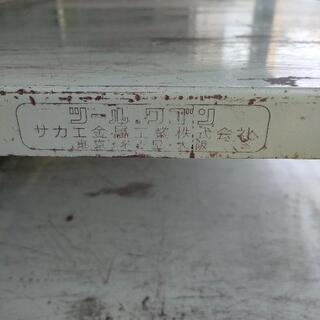 ツールワゴン
サカエ金属工業株式会社
東京・名古屋・大阪